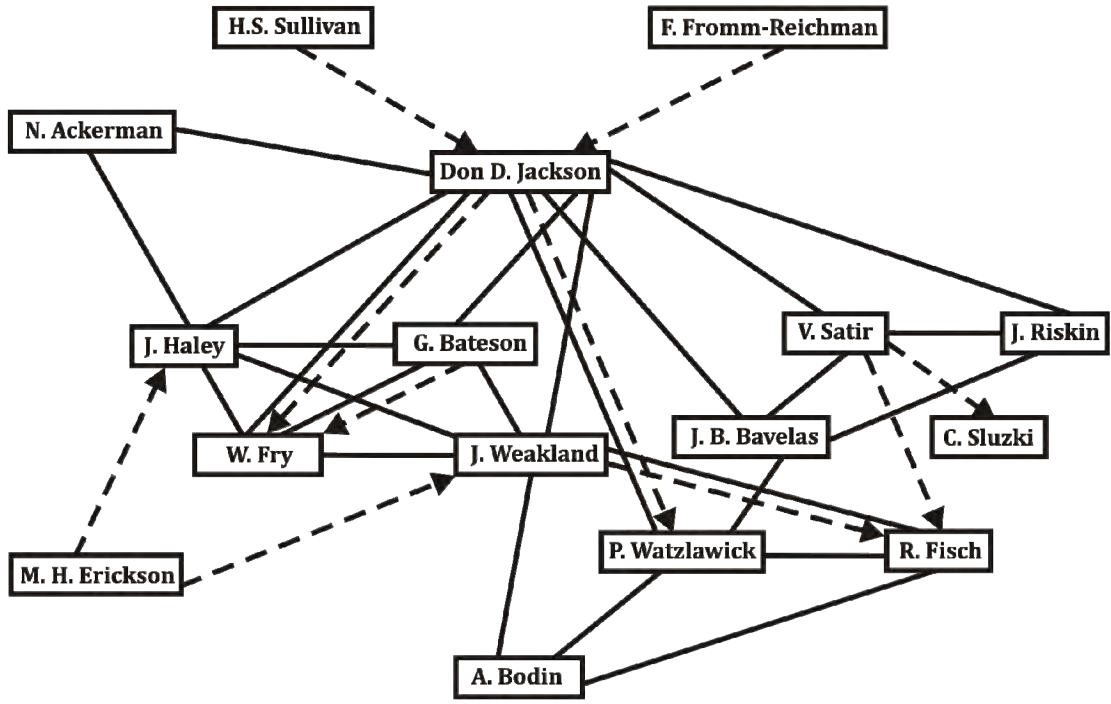 H.S. Sullivan
F. Fromm-Reichman
N. Ackerman
Don D. Jackson
J. Haley
G. Bateson
V. Satir
J. Riskin
W. Fry
J. Weakland
J. B. Bavelas
C. Sluzki
M. H. Erickson
P. Watzlawick
R. Fisch
A. Bodin